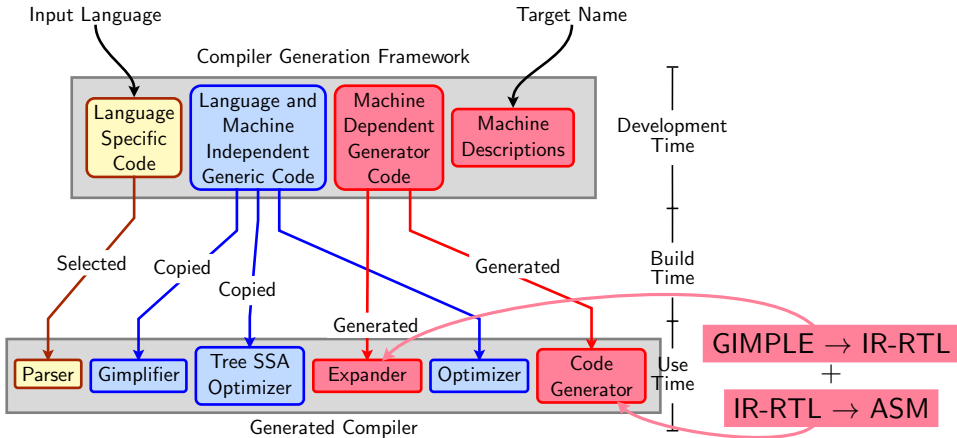 Input Language
Target Name
Compiler Generation Framework
Language
Specific
Code
Language and
Machine
Independent
Generic Code
Machine
Dependent
Generator
Code
Machine
Descriptions
Development
Time
Selected
Copied
Copied
Generated
Generated
Build
Time
Parser
Gimplifier
Tree SSA
Optimizer
Expander
Optimizer
Code
Generator
Use
Time
GIMPLE → IR-RTL
+
IR-RTL → ASM
Generated Compiler